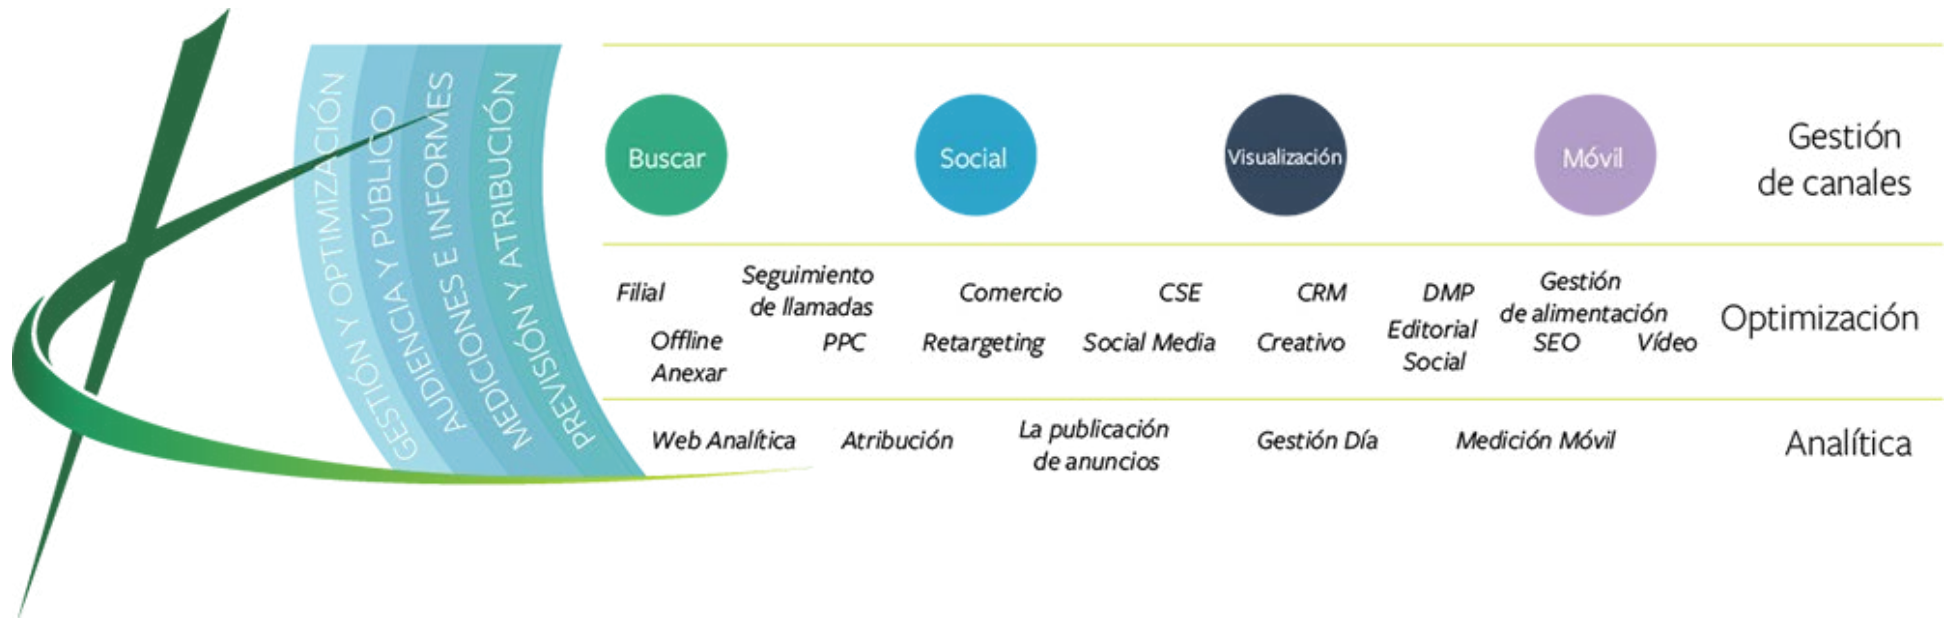 GESTIÓN Y OPTIMIZACIÓN
AUDIENCIA Y PÚBLICO
MEDICIONES E INFORMES
PREVISIÓN Y ATRIBUCIÓN
Buscar
Social
Visualización
Móvil
Gestión
de canales
Filial
Seguimiento
de llamadas
Comercio
CSE
CRM
DMP
Gestión
de alimentación
Offline
Anexar
PPC
Retargeting
Social Media
Creativo
Editorial
Social
SEO
Vídeo
Optimización
Web Analítica
Atribución
La publicación
de anuncios
Gestión Día
Medición Móvil
Analítica